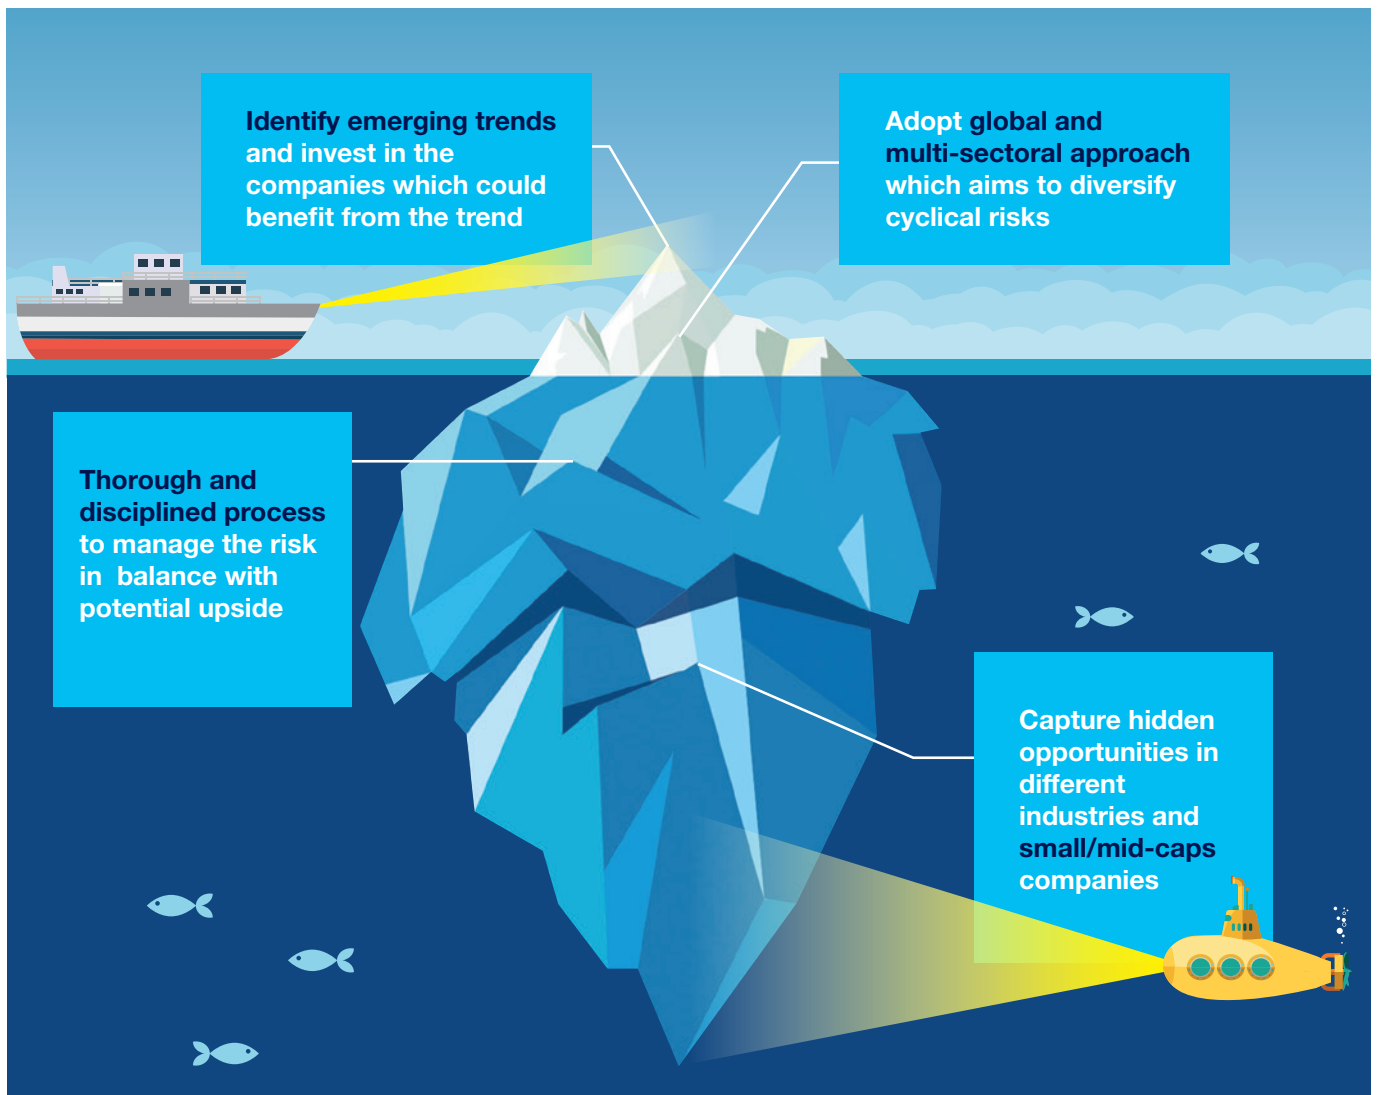 Identify emerging trends
and invest in the
companies which could
benefit from the trend
Adopt global and
multi-sectoral approach
which aims to diversify
cyclical risks
Thorough and
disciplined process
to manage the risk
in  balance with
potential upside
Capture hidden
opportunities in
different
industries and
small/mid-caps
companies